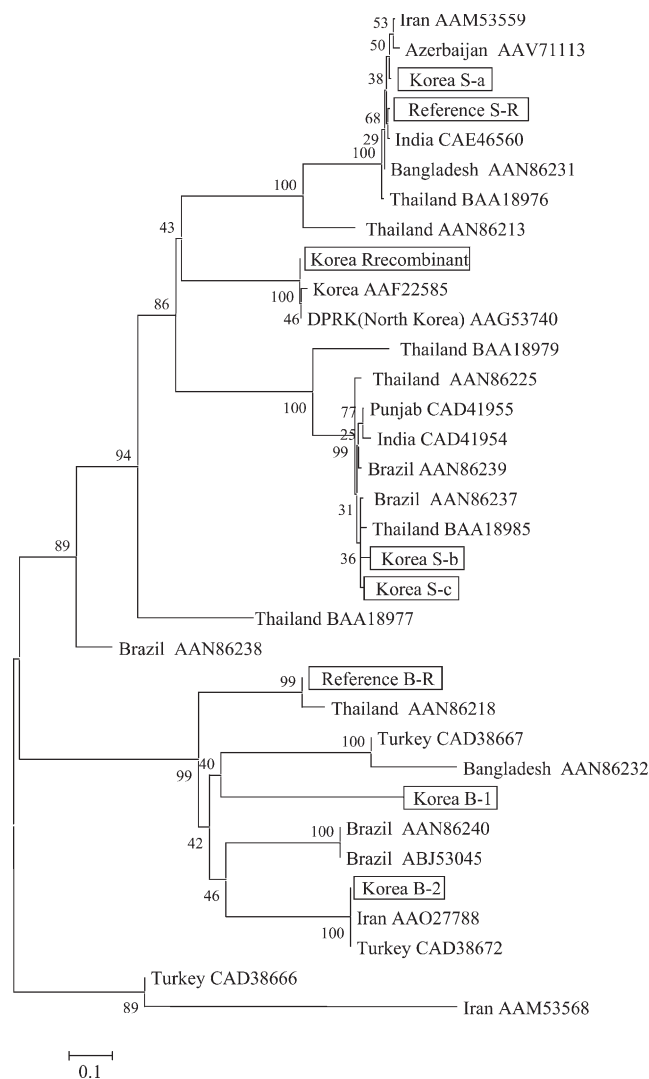 53
Iran AAM53559
50
Azerbaijan AAV71113
38
Korea S-a
68
Reference S-R
29
India CAE46560
100
Bangladesh AAN86231
Thailand BAA18976
100
Thailand AAN86213
43
Korea Rrecombinant
100
Korea AAF22585
86
46
DPRK(North Korea) AAG53740
Thailand BAA18979
Thailand AAN86225
100
77
Punjab CAD41955
25
India CAD41954
94
99
Brazil AAN86239
Brazil AAN86237
31
Thailand BAA18985
89
36
Korea S-b
Korea S-c
Thailand BAA18977
Brazil AAN86238
99
Reference B-R
Thailand AAN86218
100
Turkey CAD38667
40
99
Bangladesh AAN86232
Korea B-1
100
Brazil AAN86240
42
Brazil ABJ53045
46
Korea B-2
Iran AAO27788
100
Turkey CAD38672
Turkey CAD38666
89
Iran AAM53568
0.1